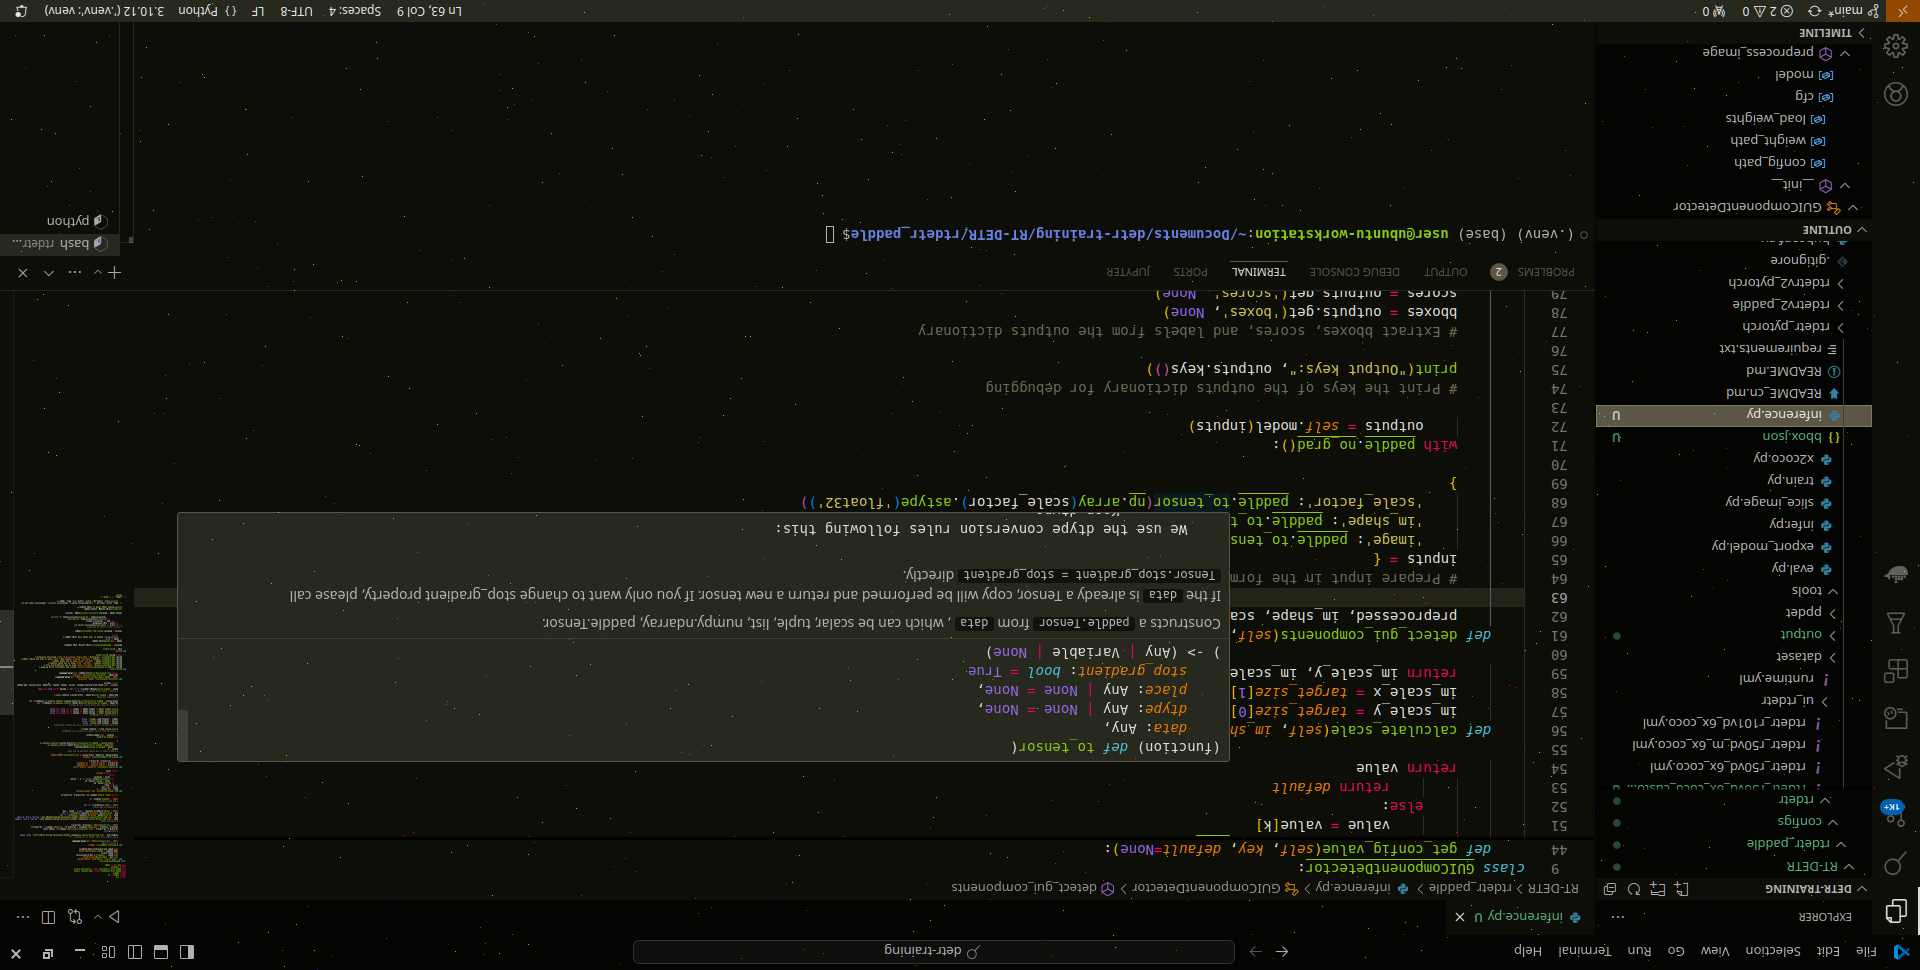 File Edit Selection View Go Run Terminal Help
detr-training
EXPLORER
DETR-TRAINING
RT-DETR
rtdetr_paddle
configs
rtdetr
rtdetr_r50vd_6x_coco_custo... U
rtdetr_r50vd_6x_coco.yml
rtdetr_r50vd_m_6x_coco.yml
rtdetr_r101vd_6x_coco.yml
ui_rtdetr
runtime.yml
dataset
output
ppdet
tools
eval.py
export_model.py
infer.py
slice_image.py
train.py
x2coco.py
bbox.json U
inference.py U
README_cn.md
README.md
requirements.txt
rtdetr_pytorch
rtdetrv2_paddle
rtdetrv2_pytorch
.gitignore
OUTLINE
GUIComponentDetector
__init__
config_path
weight_path
load_weights
cfg
model
preprocess_image
TIMELINE
1K+
inference.py U
RT-DETR > rtdetr_paddle > inference.py > GUIComponentDetector > detect_gui_components
9 class GUIComponentDetector:
44 def get_config_value(self, key, default=None):
51 value = value[k]
52 else:
53 return default
54 return value
55
56 def calculate_scale(self, im_sh
57 im_scale_y = target_size[0]
58 im_scale_x = target_size[1]
59 return im_scale_y, im_scale
60
61 def detect_gui_components(self,
62 preprocessed, im_shape, sca
63
64 # Prepare input in the form
65 inputs = {
66 'image': paddle.to_tens
67 'im_shape': paddle.to_t
68 'scale_factor': paddle.to_tensor(np.array(scale_factor).astype('float32'))
69 }
70
71 with paddle.no_grad():
72 outputs = self.model(inputs)
73
74 # Print the keys of the outputs dictionary for debugging
75 print("Output keys:", outputs.keys())
76
77 # Extract bboxes, scores, and labels from the outputs dictionary
78 bboxes = outputs.get('boxes', None)
79 scores = outputs.get('scores', None)
(function) def to_tensor(
data: Any,
dtype: Any | None = None,
place: Any | None = None,
stop_gradient: bool = True
) -> (Any | Variable | None)
Constructs a paddle.Tensor from data , which can be scalar, tuple, list, numpy.ndarray, paddle.Tensor.
If the data is already a Tensor, copy will be performed and return a new tensor. If you only want to change stop_gradient property, please call
Tensor.stop_gradient = stop_gradient directly.
We use the dtype conversion rules following this:
PROBLEMS 2 OUTPUT DEBUG CONSOLE TERMINAL PORTS JUPYTER
(.venv) (base) user@ubuntu-workstation:~/Documents/detr-training/RT-DETR/rtdetr_paddle$
bash rtdetr...
python
main* 2 0 0
Ln 63, Col 9 Spaces: 4 UTF-8 LF { } Python 3.10.12 ('.venv': venv)